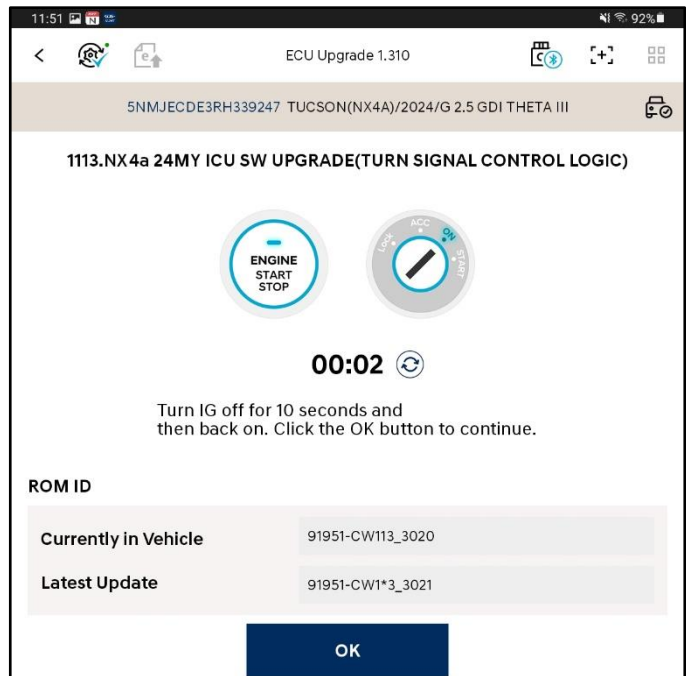 11:51 92%
ECU Upgrade 1.310
5NMJECDE3RH339247 TUCSON(NX4A)/2024/G 2.5 GDI THETA III
1113.NX4a 24MY ICU SW UPGRADE(TURN SIGNAL CONTROL LOGIC)
ENGINE
START
STOP
Lock ACC ON START
00:02
Turn IG off for 10 seconds and
then back on. Click the OK button to continue.
ROM ID
Currently in Vehicle 91951-CW113_3020
Latest Update 91951-CW1*3_3021
OK